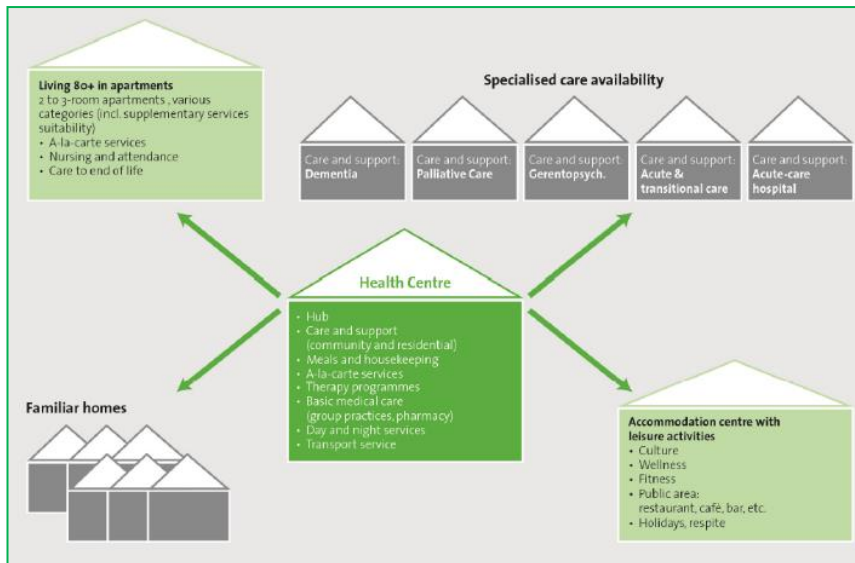 Living 80+ in apartments
2 to 3-room apartments , various
categories (incl. supplementary services
suitability)
• A-la-carte services
• Nursing and attendance
• Care to end of life
Specialised care availability
Care and support:
Dementia
Care and support:
Palliative Care
Care and support:
Gerentopsych.
Care and support:
Acute &
transitional care
Care and support:
Acute-care
hospital
Health Centre
• Hub
• Care and support
(community and residential)
• Meals and housekeeping
• A-la-carte services
• Therapy programmes
• Basic medical care
(group practices, pharmacy)
• Day and night services
• Transport service
Familiar homes
Accommodation centre with
leisure activities
• Culture
• Wellness
• Fitness
• Public area:
restaurant, café, bar, etc.
• Holidays, respite